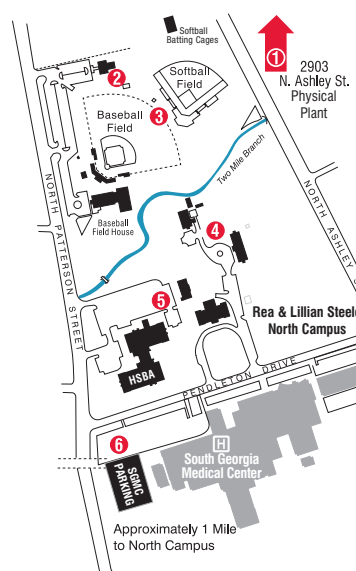 Softball
Batting Cages
1
2903
N. Ashley St.
Physical
Plant
2
Softball
Field
3
Baseball
Field
Two Mile Branch
NORTH PATTERSON STREET
NORTH ASHLEY
Baseball
Field House
4
5
Rea & Lillian Steele
North Campus
HSBA
PENDLETON DRIVE
6
H
South Georgia
Medical Center
SGMC
PARKING
Approximately 1 Mile
to North Campus